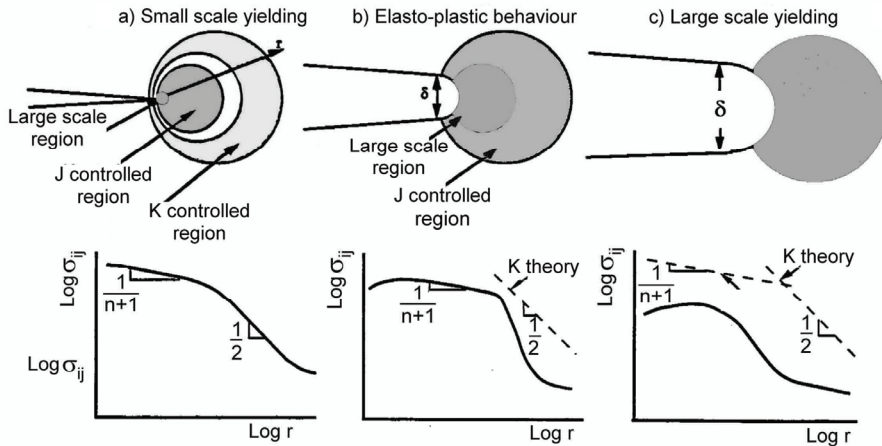 a) Small scale yielding
b) Elasto-plastic behaviour
c) Large scale yielding
r
δ
δ
Large scale
region
J controlled
region
K controlled
region
Large scale
region
J controlled
region
Log σij
1
n+1
1
2
Log σij
Log r
Log σij
1
n+1
K theory
1
2
Log r
Log σij
1
n+1
K theory
1
2
Log r